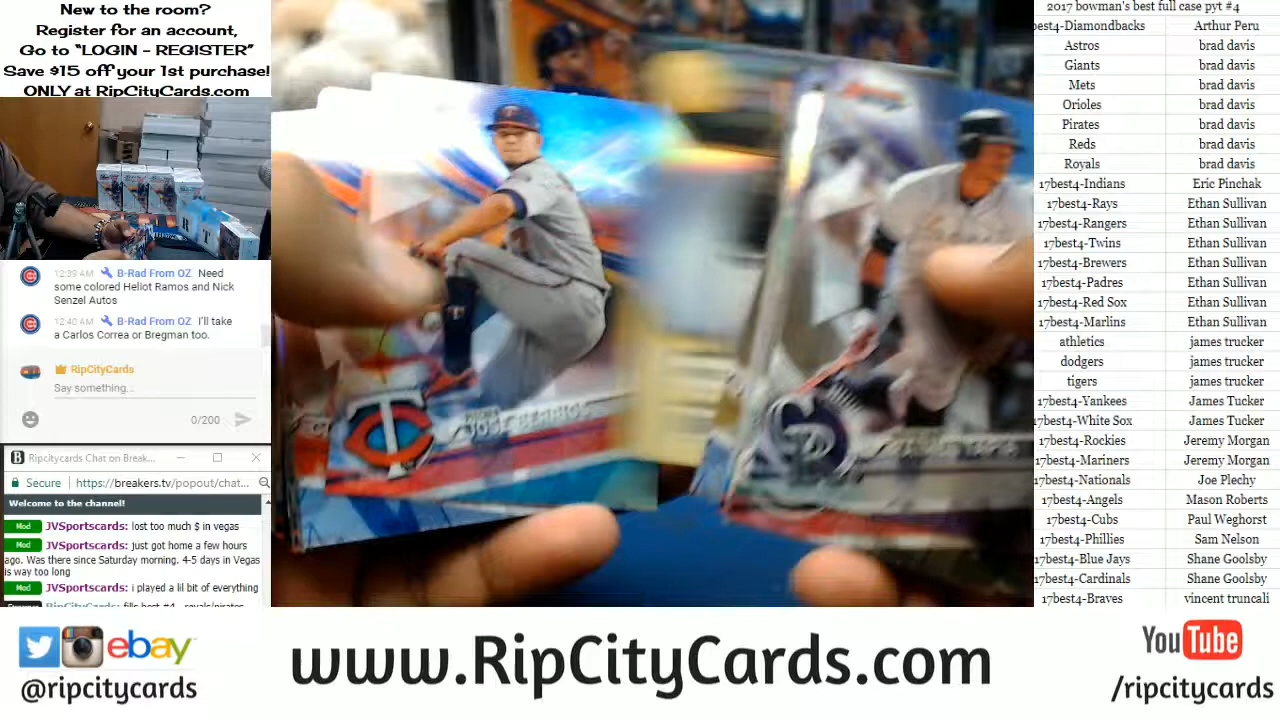 New to the room?
Register for an account,
Go to “LOGIN - REGISTER”
Save $15 off your 1st purchase!
ONLY at RipCityCards.com
12:39 AM B-Rad From OZ Need
some colored Heliot Ramos and Nick
Senzel Autos
12:40 AM B-Rad From OZ I'll take
a Carlos Correa or Bregman too.
RipCityCards
Say something...
0/200
Ripcitycards Chat on Break...
Secure https://breakers.tv/popout/chat...
Welcome to the channel!
Mod JVSportscards: lost too much $ in vegas
Mod JVSportscards: just got home a few hours
ago. Was there since Saturday morning. 4-5 days in Vegas
is way too long
Mod JVSportscards: i played a lil bit of everything
RipCityCards: fills best #4 - royals/pirates
JOSE BERRIOS
2017 bowman's best full case pyt #4
best4-Diamondbacks Arthur Peru
Astros brad davis
Giants brad davis
Mets brad davis
Orioles brad davis
Pirates brad davis
Reds brad davis
Royals brad davis
17best4-Indians Eric Pinchak
17best4-Rays Ethan Sullivan
17best4-Rangers Ethan Sullivan
17best4-Twins Ethan Sullivan
17best4-Brewers Ethan Sullivan
17best4-Padres Ethan Sullivan
17best4-Red Sox Ethan Sullivan
17best4-Marlins Ethan Sullivan
athletics james trucker
dodgers james trucker
tigers james trucker
17best4-Yankees James Tucker
17best4-White Sox James Tucker
17best4-Rockies Jeremy Morgan
17best4-Mariners Jeremy Morgan
17best4-Nationals Joe Plechy
17best4-Angels Mason Roberts
17best4-Cubs Paul Weghorst
17best4-Phillies Sam Nelson
17best4-Blue Jays Shane Goolsby
17best4-Cardinals Shane Goolsby
17best4-Braves vincent truncali
ebay
@ripcitycards
www.RipCityCards.com
YouTube
/ripcitycards